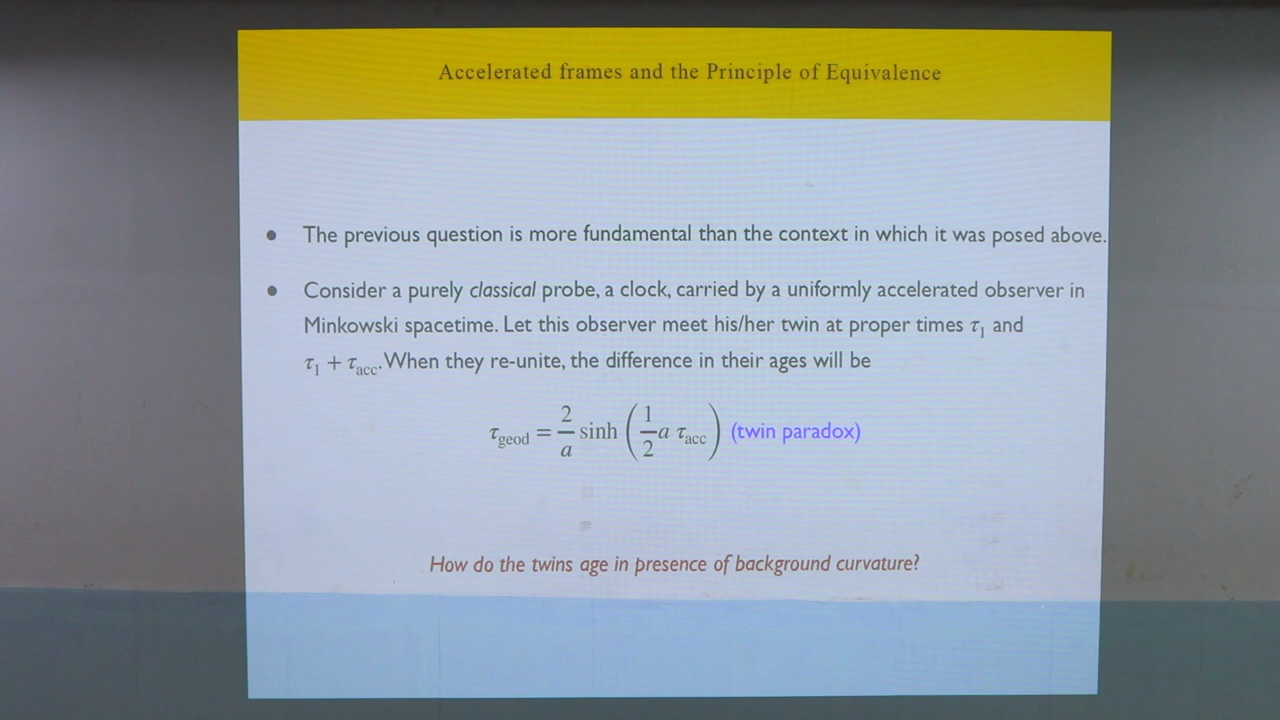 Accelerated frames and the Principle of Equivalence
• The previous question is more fundamental than the context in which it was posed above.
• Consider a purely classical probe, a clock, carried by a uniformly accelerated observer in
Minkowski spacetime. Let this observer meet his/her twin at proper times τ₁ and
τ₁ + τ_acc. When they re-unite, the difference in their ages will be
τ_geod = 2/a sinh (1/2 a τ_acc) (twin paradox)
How do the twins age in presence of background curvature?